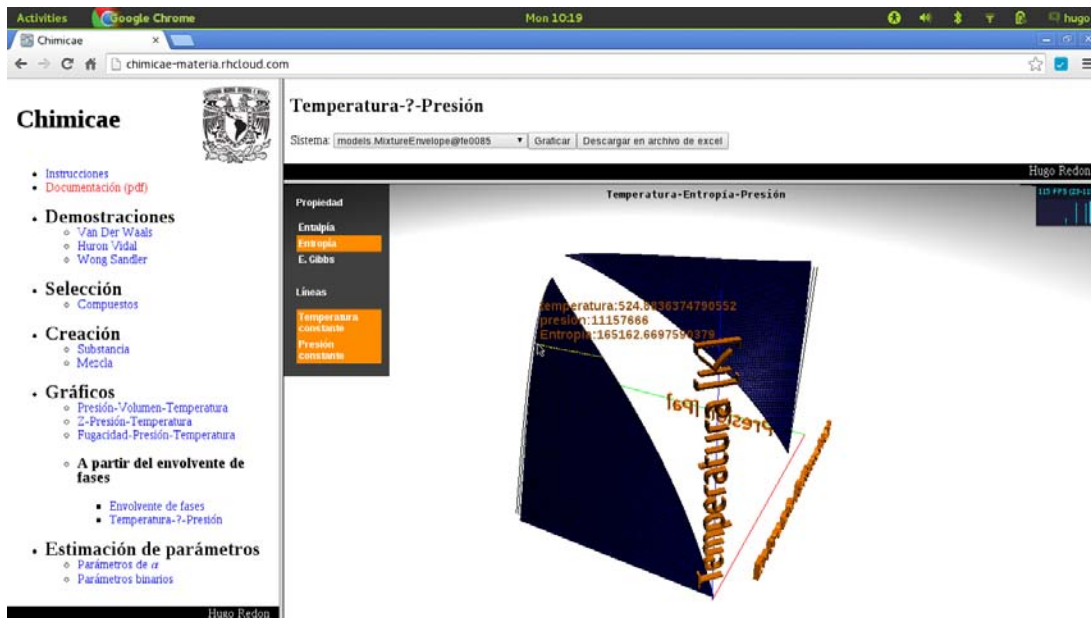 Activities
Google Chrome
Mon 10:19
hugo
Chimicae
chimicae-materia.rhcloud.com
Chimicae
Instrucciones
Documentación (pdf)
Demostraciones
Van Der Waals
Huron Vidal
Wong Sandler
Selección
Compuestos
Creación
Substancia
Mezcla
Gráficos
Presión-Volumen-Temperatura
Z-Presión-Temperatura
Fugacidad-Presión-Temperatura
A partir del envolvente de
fases
Envolvente de fases
Temperatura-?-Presión
Estimación de parámetros
Parámetros de α
Parámetros binarios
Hugo Redon
Temperatura-?-Presión
Sistema: models.MixtureEnvelope@fe0085 Graficar Descargar en archivo de excel
Hugo Redon
Propiedad
Entalpía
Entropía
E. Gibbs
Líneas
Temperatura
constante
Presión
constante
Temperatura-Entropía-Presión
temperatura:524.6836374790552
presion:11157666
Entropia:165162.6697590379
Temperatura [K]
Presión [Pa]